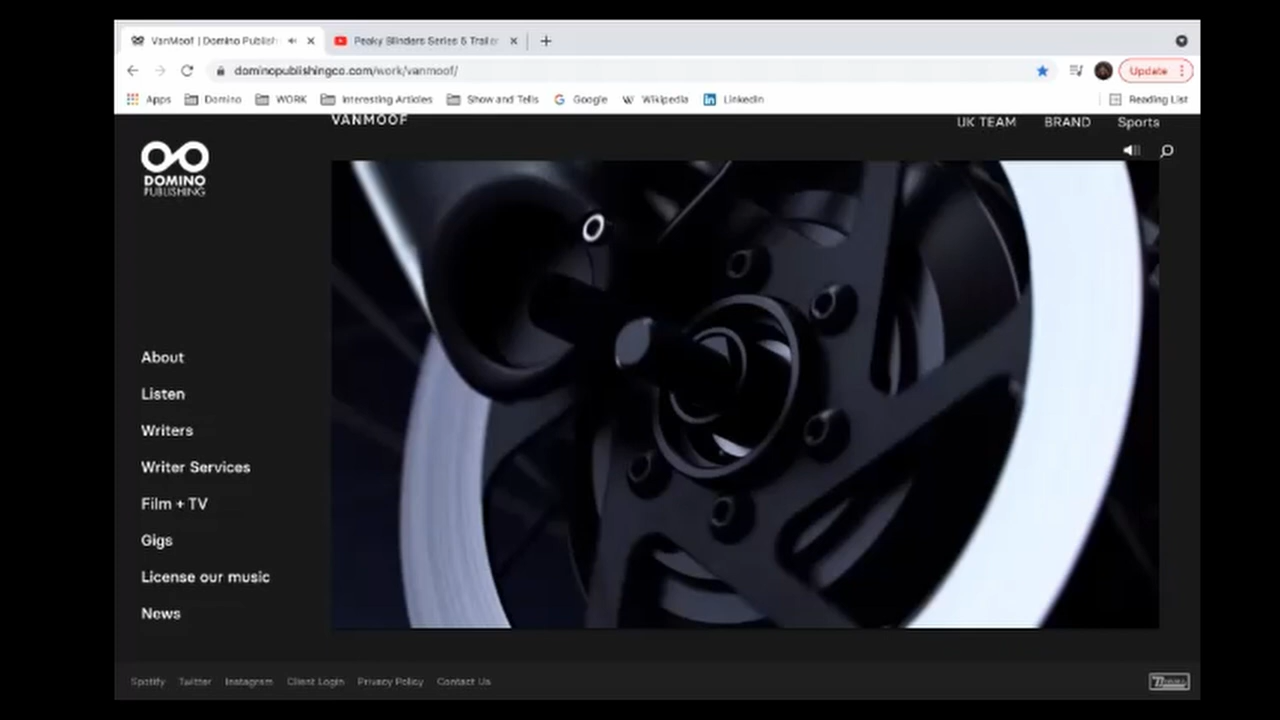 VanMoof | Domino Publish
Peaky Blinders Series 5 Trailer
dominopublishingco.com/work/vanmoof/
Update
Apps Domino WORK Interesting Articles Show and Tells Google Wikipedia LinkedIn Reading List
VANMOOF UK TEAM BRAND Sports
DOMINO
PUBLISHING
About
Listen
Writers
Writer Services
Film + TV
Gigs
License our music
News
Spotify Twitter Instagram Client Login Privacy Policy Contact Us